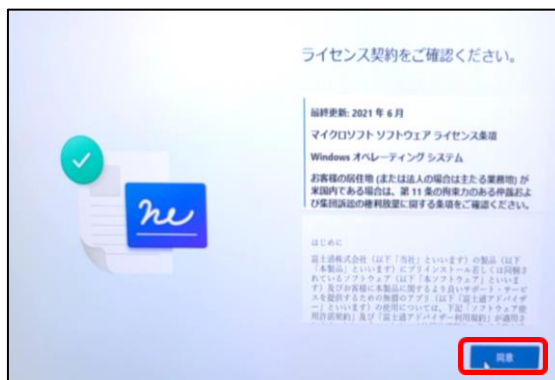 ライセンス契約をご確認ください。
最終更新: 2021 年 6 月
マイクロソフト ソフトウェア ライセンス条項
Windows オペレーティング システム
お客様の居住地 (または法人の場合は主たる業務地) が
米国内である場合は、第 11 条の拘束力のある仲裁およ
び集団訴訟の権利放棄に関する条項をご確認ください。
はじめに
富士通株式会社（以下「当社」といいます）の製品（以下
「本製品」といいます）にプリインストール若しくは同梱さ
れているソフトウェア（以下「本ソフトウェア」といいま
す）及びお客様に本製品に関するより良いサポート・サービ
スを提供するための無償のアプリ（以下「富士通アドバイザ
ー」といいます）の使用については、下記「ソフトウェア使
用許諾契約」及び「富士通アドバイザー利用規約」が適用さ
同意